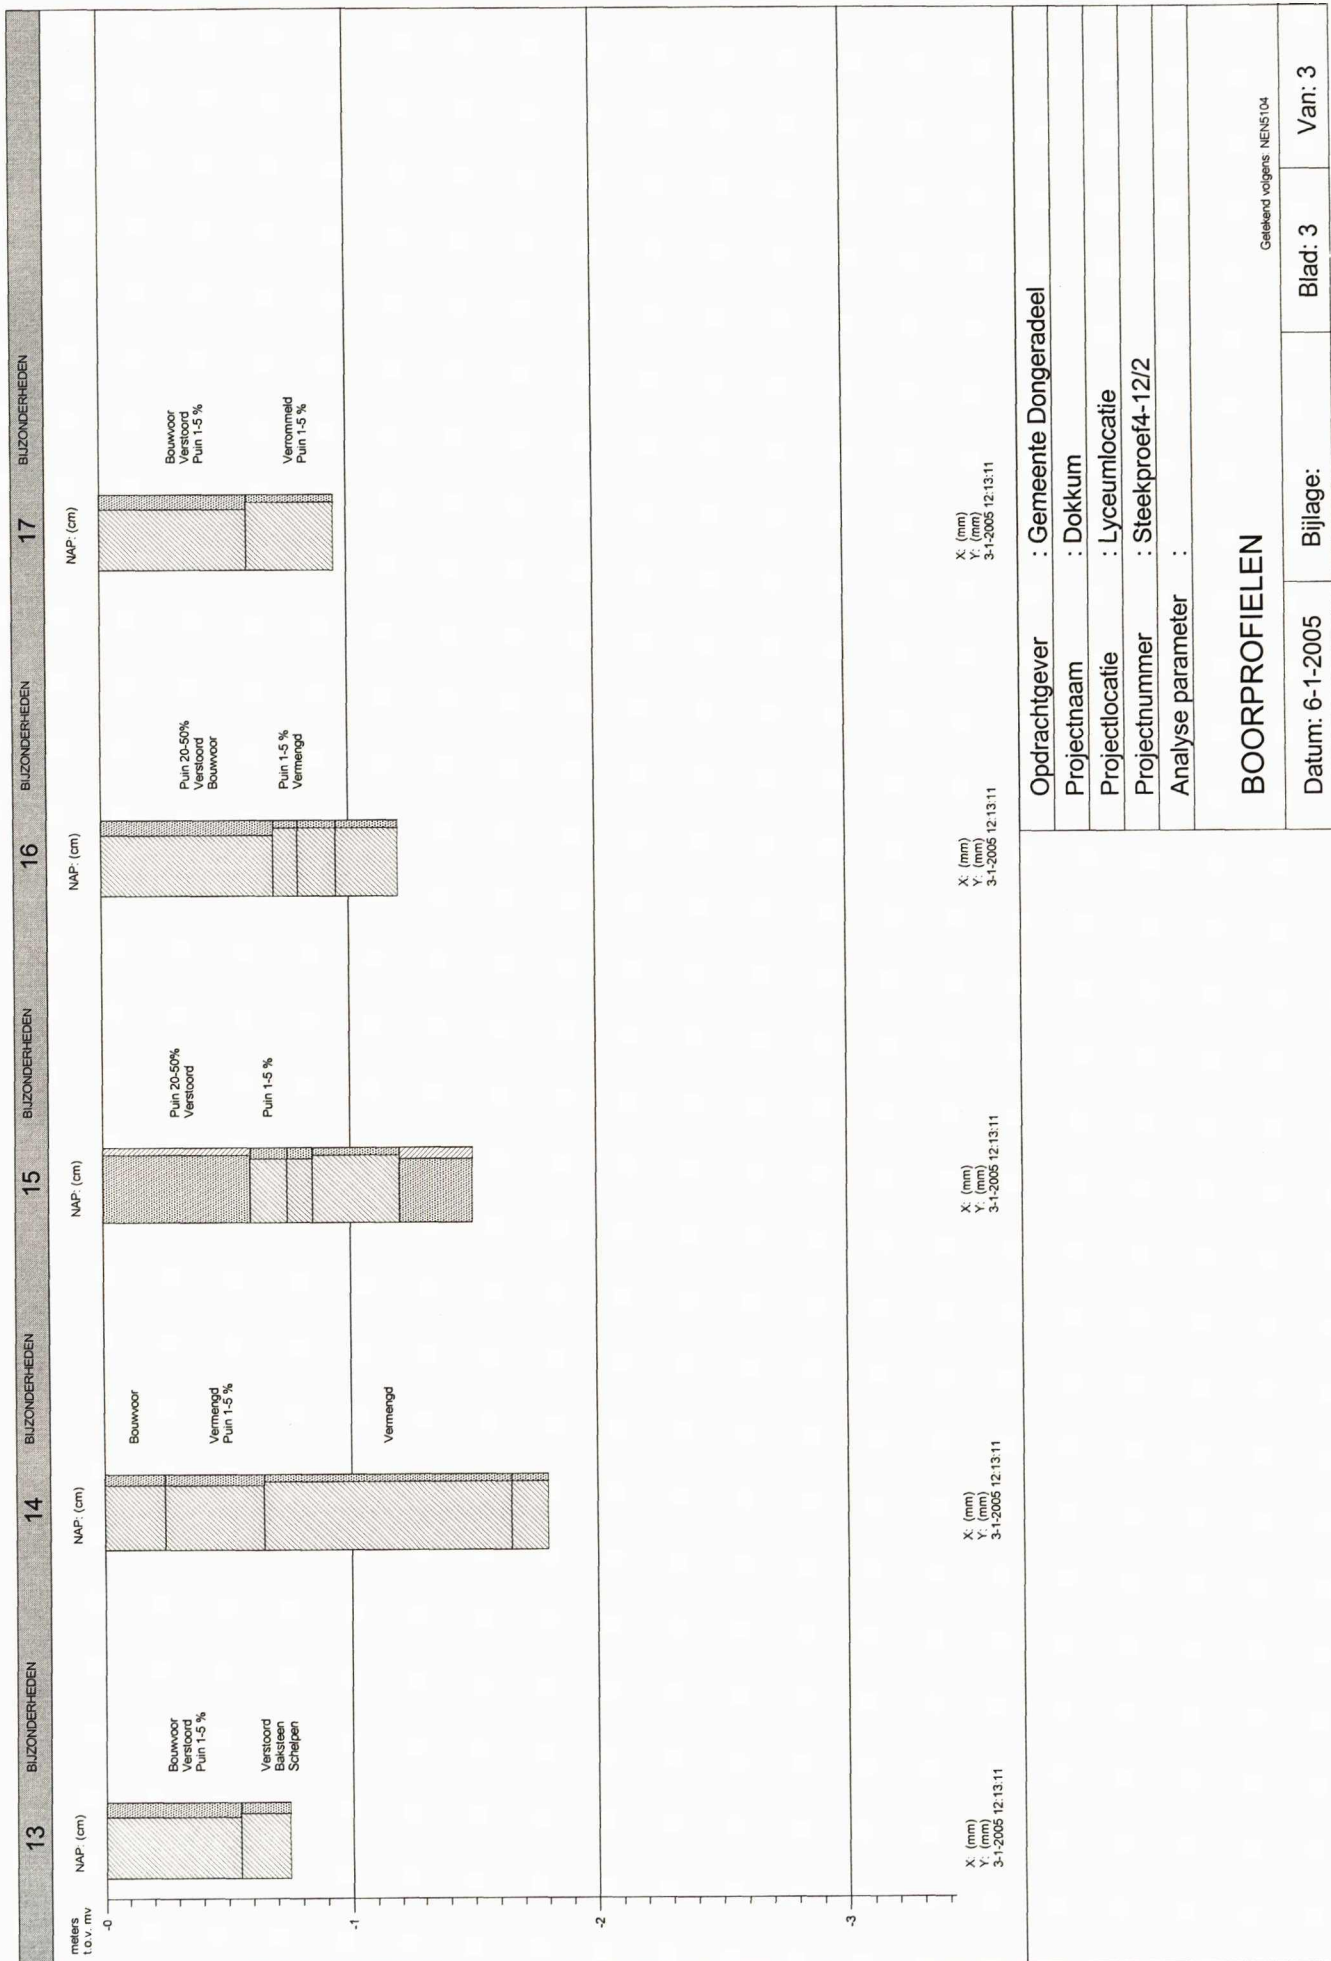 13 BIJZONDERHEDEN 14 BIJZONDERHEDEN 15 BIJZONDERHEDEN 16 BIJZONDERHEDEN 17 BIJZONDERHEDEN
meters
t.o.v. mv
-0
-1
-2
-3
NAP: (cm)
Bouwvoor
Verstoord
Puin 1-5 %
Verstoord
Baksteen
Schelpen
X: (mm)
Y: (mm)
3-1-2005 12:13:11
NAP: (cm)
Bouwvoor
Vermengd
Puin 1-5 %
Vermengd
X: (mm)
Y: (mm)
3-1-2005 12:13:11
NAP: (cm)
Puin 20-50%
Verstoord
Puin 1-5 %
X: (mm)
Y: (mm)
3-1-2005 12:13:11
NAP: (cm)
Puin 20-50%
Verstoord
Bouwvoor
Puin 1-5 %
Vermengd
X: (mm)
Y: (mm)
3-1-2005 12:13:11
NAP: (cm)
Bouwvoor
Verstoord
Puin 1-5 %
Verrommeld
Puin 1-5 %
X: (mm)
Y: (mm)
3-1-2005 12:13:11
Opdrachtgever : Gemeente Dongeradeel
Projectnaam : Dokkum
Projectlocatie : Lyceumlocatie
Projectnummer : Steekproef4-12/2
Analyse parameter :
BOORPROFIELEN
Getekend volgens: NEN5104
Datum: 6-1-2005 Bijlage: Blad: 3 Van: 3